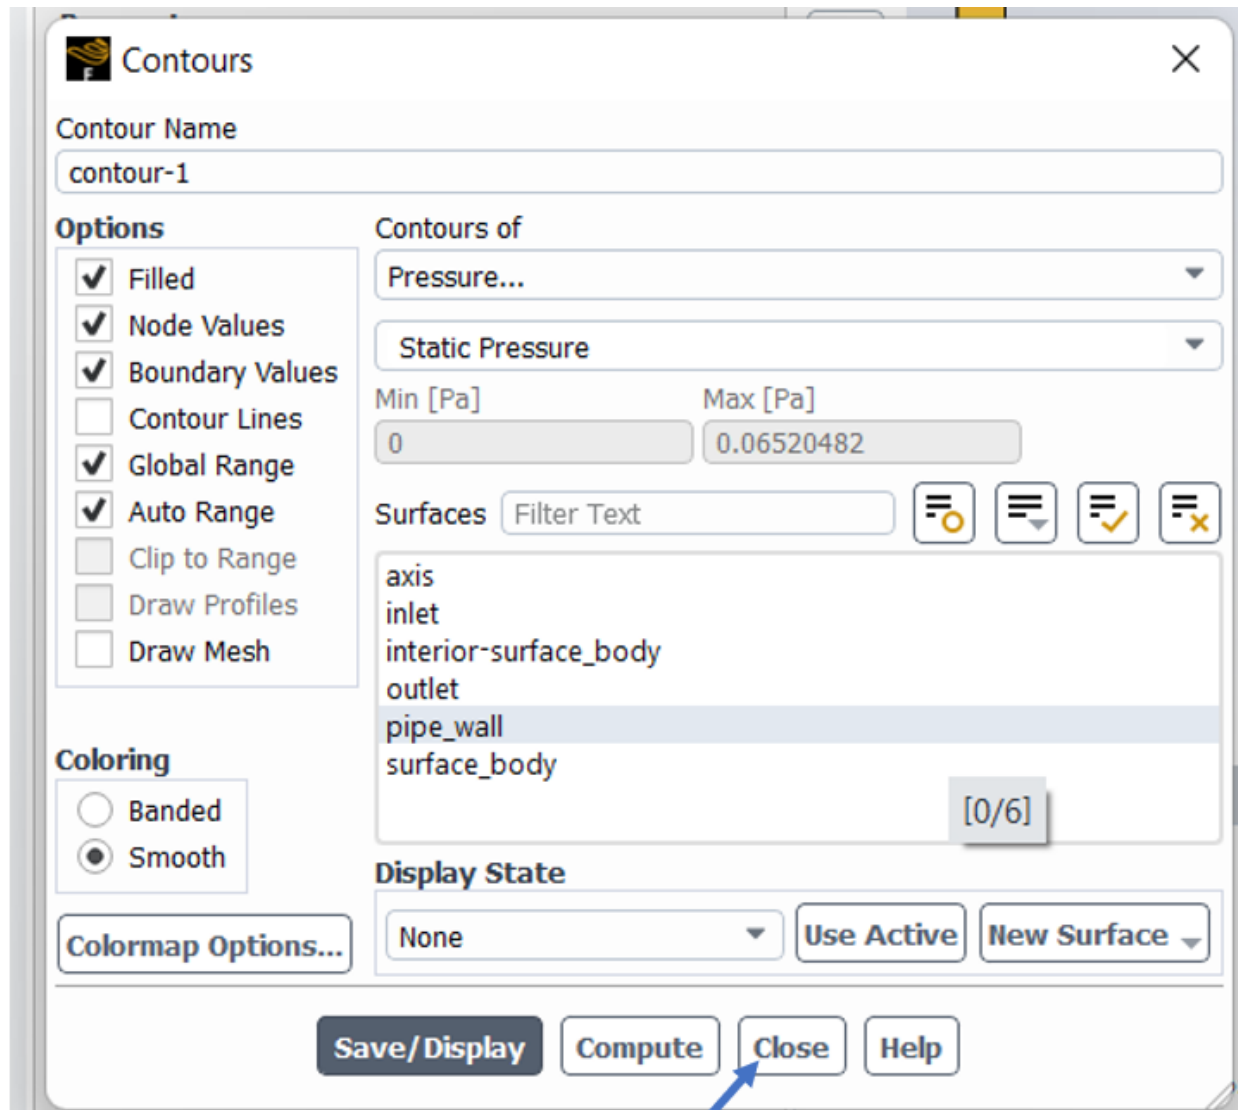 Contours
Contour Name
contour-1
Options
Contours of
Filled
Pressure...
Node Values
Static Pressure
Boundary Values
Min [Pa]
Max [Pa]
Contour Lines
0
0.06520482
Global Range
Auto Range
Surfaces
Filter Text
Clip to Range
Draw Profiles
Draw Mesh
axis
inlet
interior-surface_body
outlet
pipe_wall
surface_body
[0/6]
Coloring
Banded
Smooth
Display State
Colormap Options...
None
Use Active
New Surface
Save/Display
Compute
Close
Help